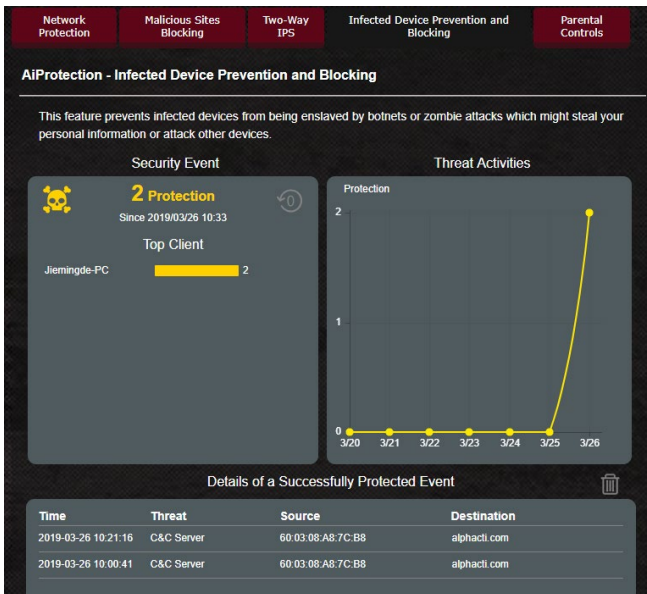 Network Protection
Malicious Sites Blocking
Two-Way IPS
Infected Device Prevention and Blocking
Parental Controls
AiProtection - Infected Device Prevention and Blocking
This feature prevents infected devices from being enslaved by botnets or zombie attacks which might steal your
personal information or attack other devices.
Security Event
2 Protection
Since 2019/03/26 10:33
0
Top Client
Jiemingde-PC 2
Threat Activities
Protection
2
1
0
3/20 3/21 3/22 3/23 3/24 3/25 3/26
Details of a Successfully Protected Event
Time Threat Source Destination
2019-03-26 10:21:16 C&C Server 60:03:08:A8:7C:B8 alphacti.com
2019-03-26 10:00:41 C&C Server 60:03:08:A8:7C:B8 alphacti.com